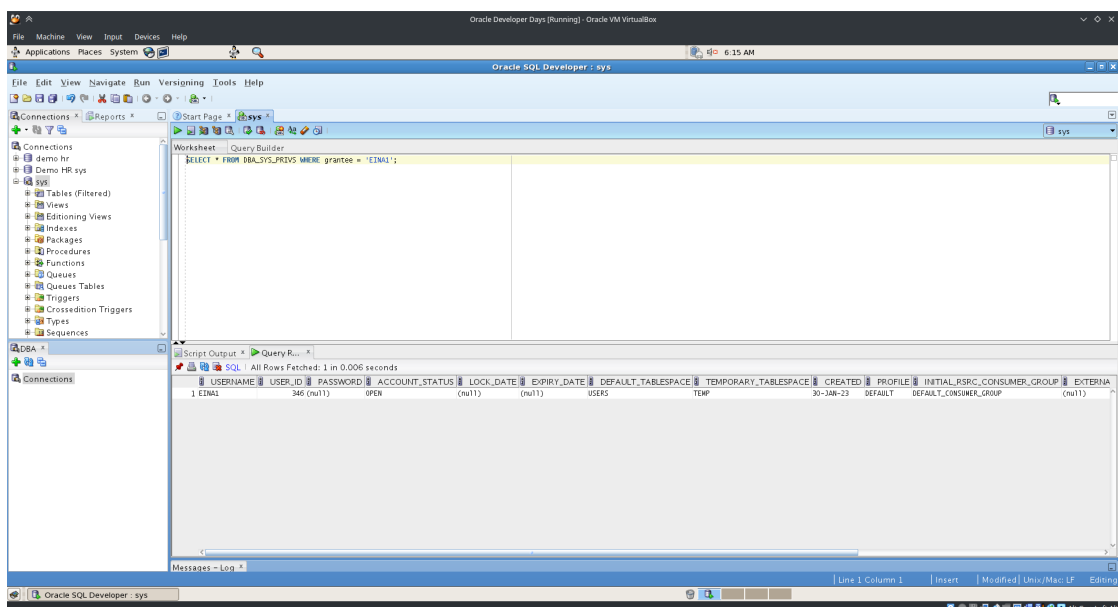 Oracle Developer Days [Running] - Oracle VM VirtualBox
File Machine View Input Devices Help
Applications Places System 6:15 AM
Oracle SQL Developer : sys
File Edit View Navigate Run Versioning Tools Help
Connections Reports
Start Page sys
sys
Connections
demo hr
Demo HR sys
sys
Tables (Filtered)
Views
Editioning Views
Indexes
Packages
Procedures
Functions
Queues
Queues Tables
Triggers
Crossedition Triggers
Types
Sequences
Worksheet Query Builder
SELECT * FROM DBA_SYS_PRIVS WHERE grantee = 'EINA1';
DBA
Connections
Script Output Query R...
SQL All Rows Fetched: 1 in 0.006 seconds
USERNAME USER_ID PASSWORD ACCOUNT_STATUS LOCK_DATE EXPIRY_DATE DEFAULT_TABLESPACE TEMPORARY_TABLESPACE CREATED PROFILE INITIAL_RSRC_CONSUMER_GROUP EXTERNA
1 EINA1 346 (null) OPEN (null) (null) USERS TEMP 30-JAN-23 DEFAULT DEFAULT_CONSUMER_GROUP (null)
Messages - Log
Line 1 Column 1 Insert Modified Unix/Mac: LF Editing
Oracle SQL Developer : sys